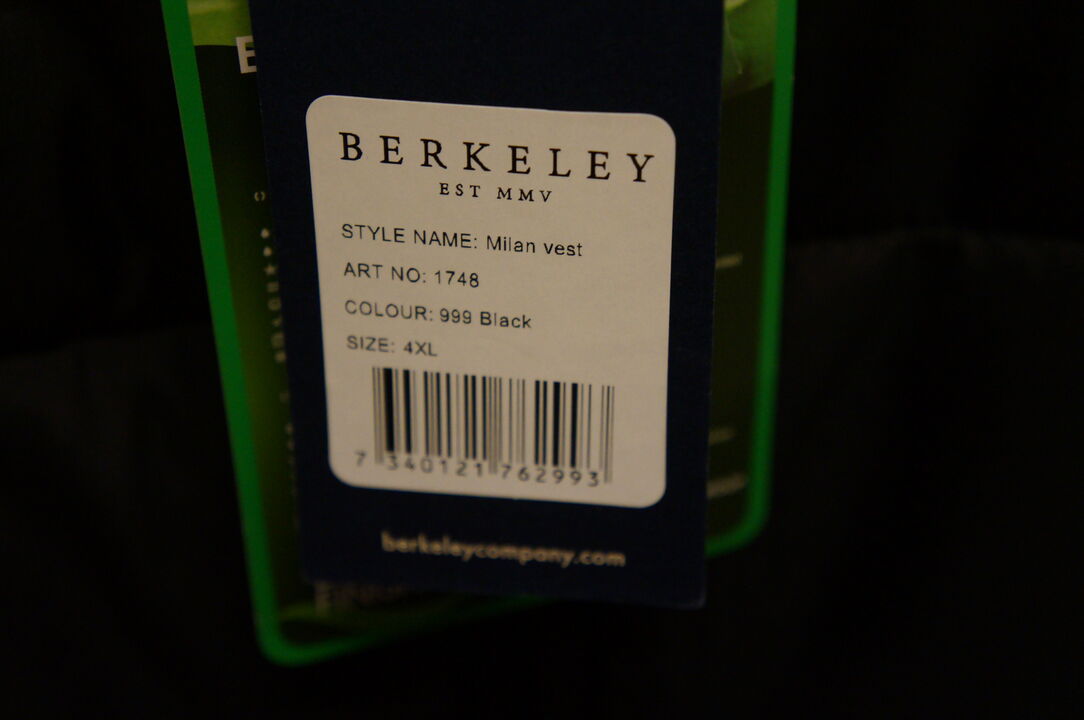 BERKELEY
EST MMV
STYLE NAME: Milan vest
ART NO: 1748
COLOUR: 999 Black
SIZE: 4XL
7 340121 762993
berkeleycompany.com